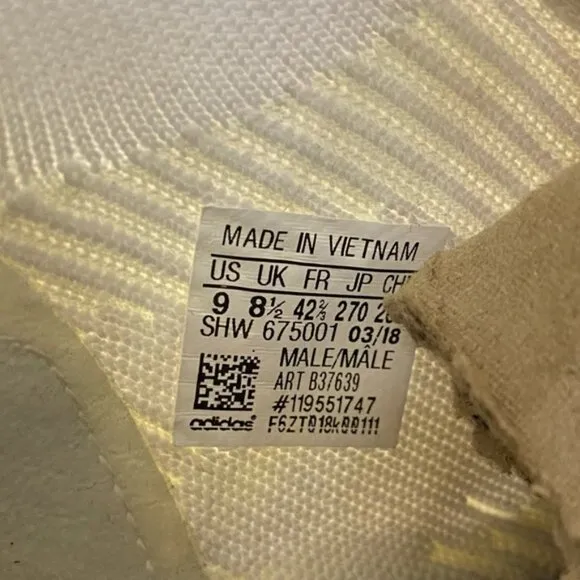 MADE IN VIETNAM
US UK FR JP
9 8½ 42⅔ 270
SHW 675001 03/18
MALE/MÂLE
ART B37639
#119551747
adidas